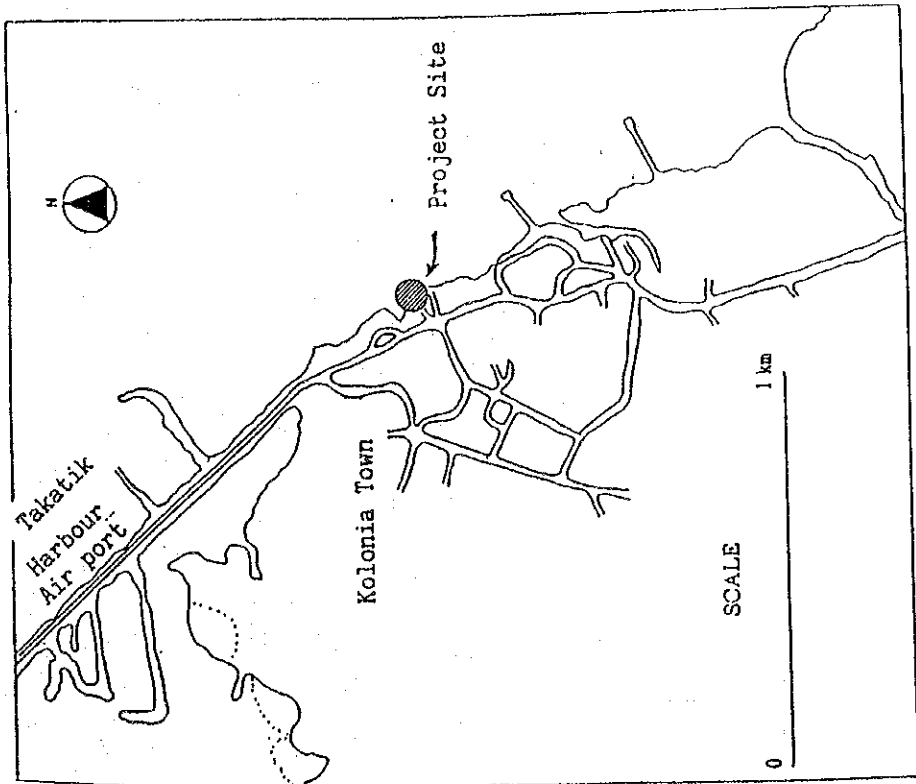 N
Takatik
Harbour
Air port
Project Site
Kolonia Town
SCALE
0
1 km